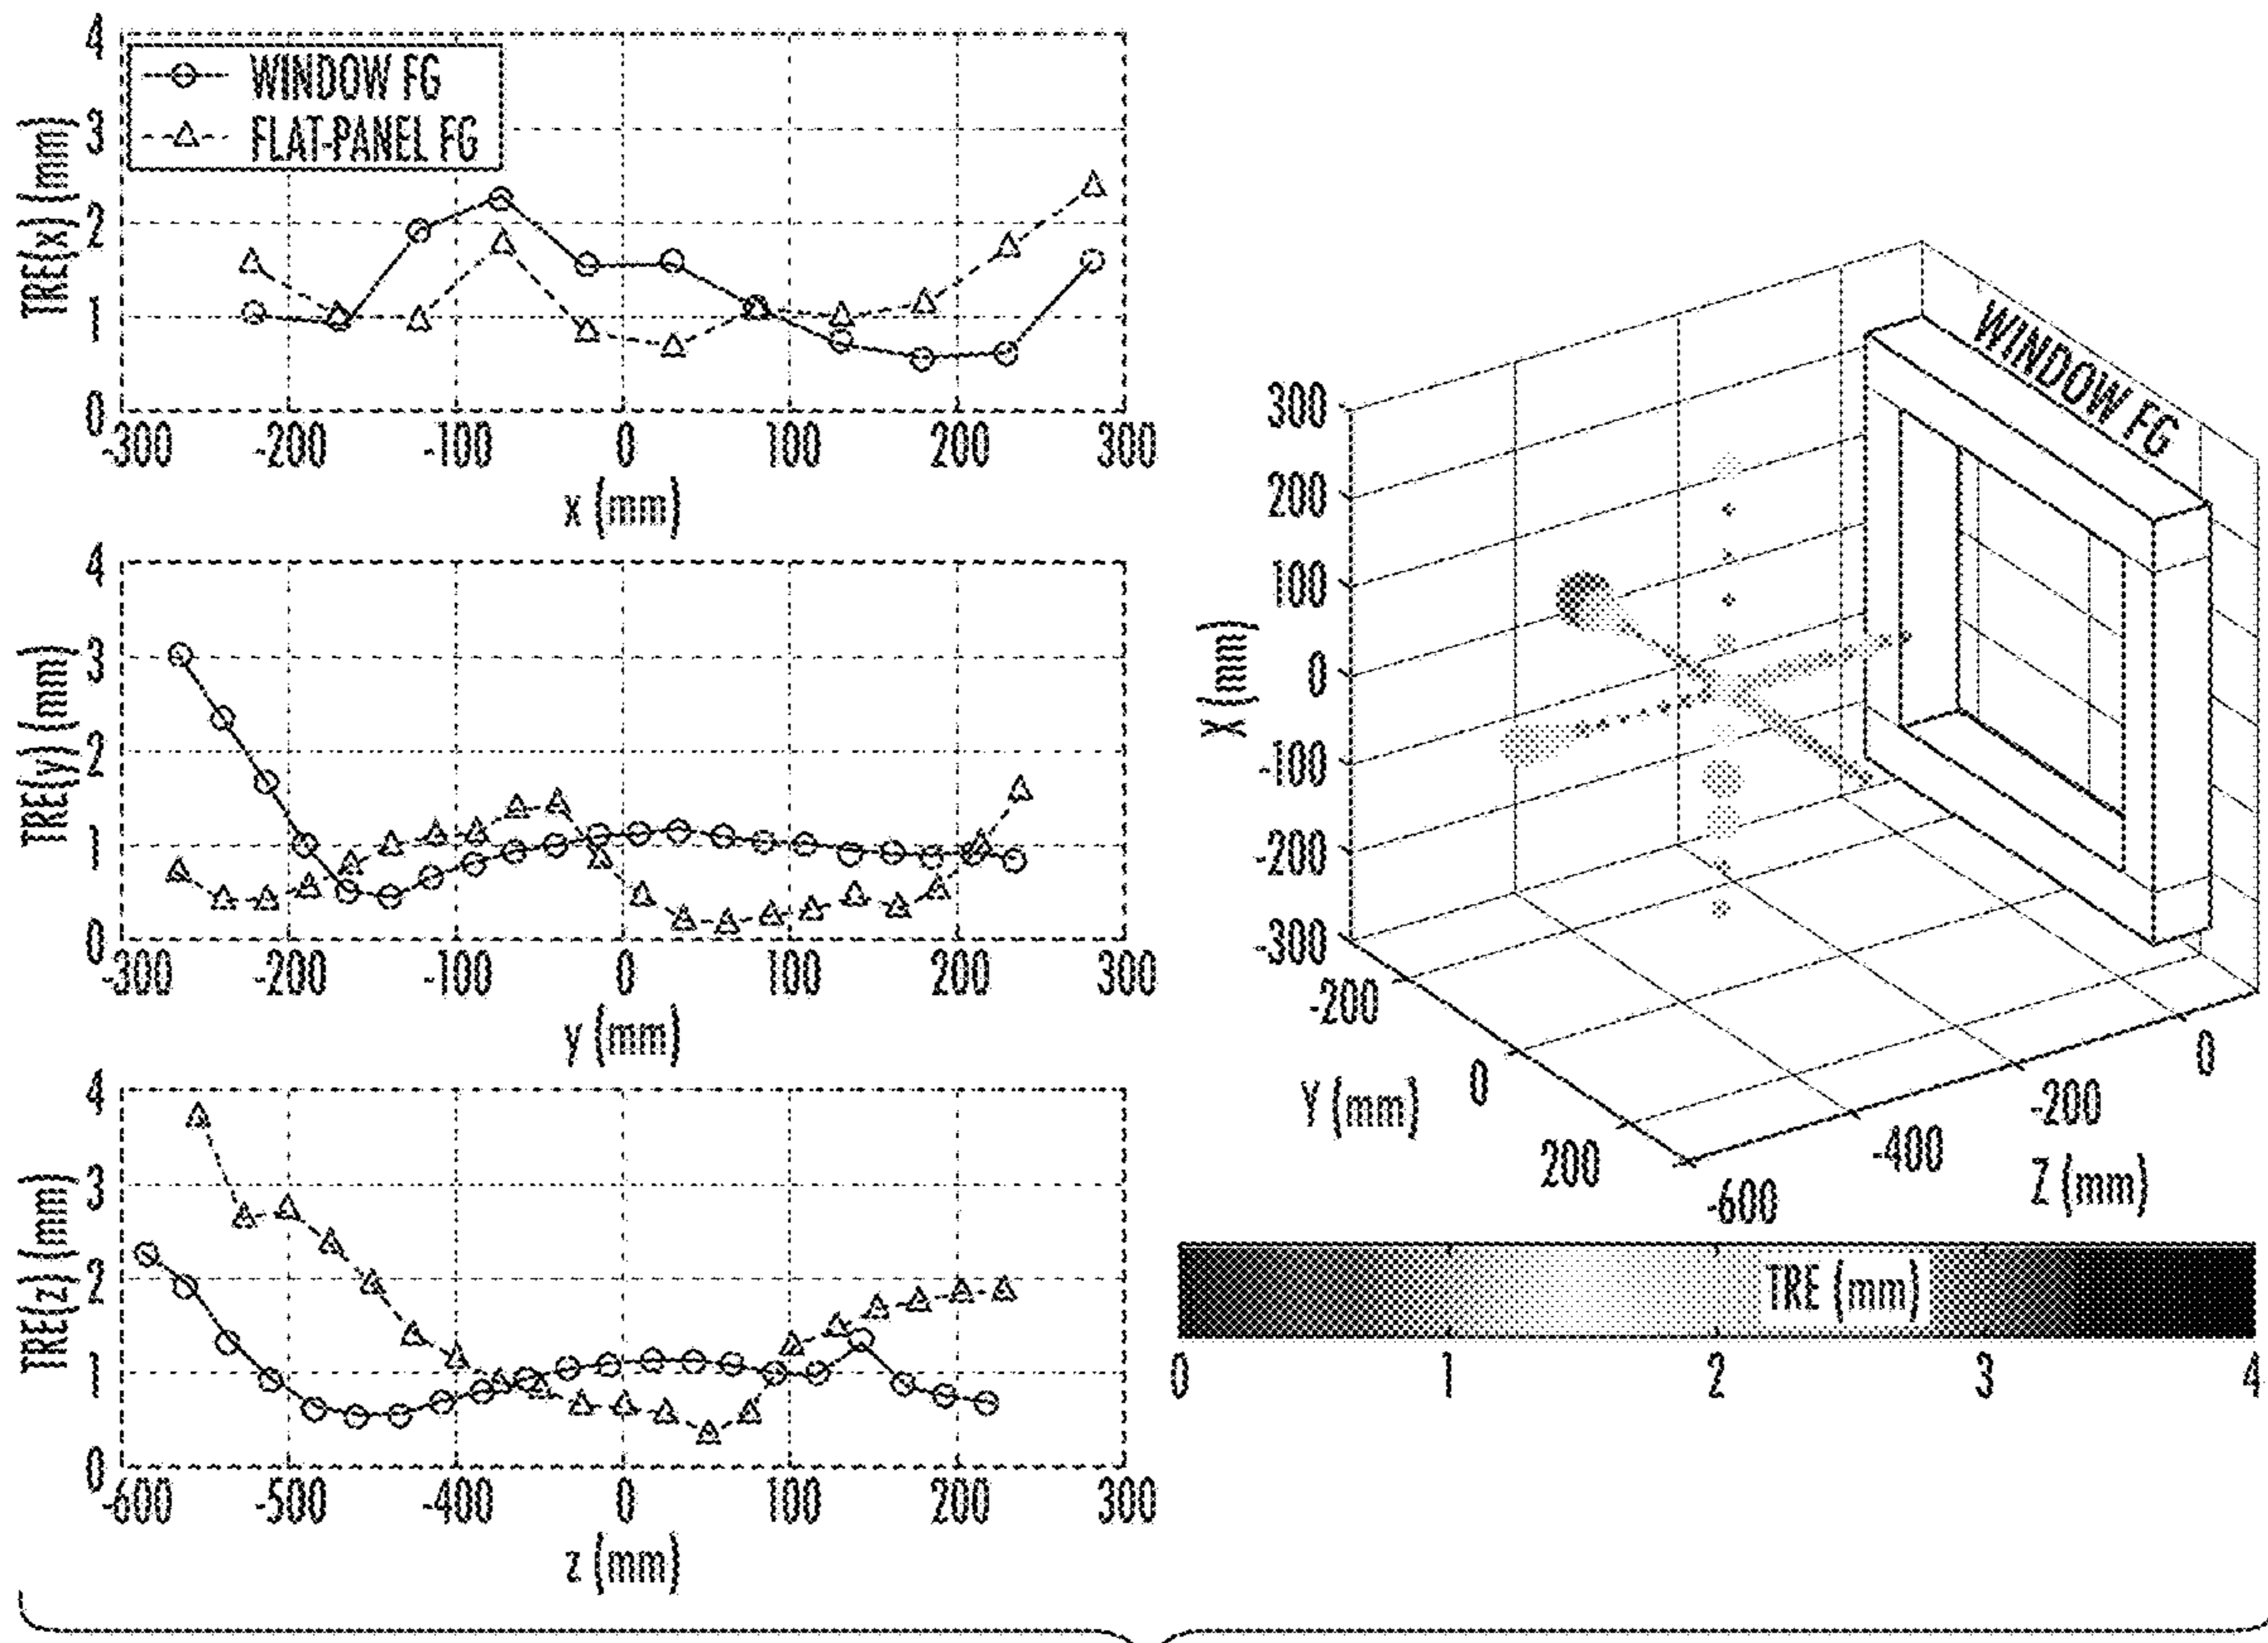 4
WINDOW FG
FLAT-PANEL FG
3
2
1
0
TRE(x) (mm)
-300 -200 -100 0 100 200 300
x (mm)
4
3
2
1
0
TRE(y) (mm)
-300 -200 -100 0 100 200 300
y (mm)
4
3
2
1
0
TRE(z) (mm)
-600 -500 -400 0 100 200 300
z (mm)
WINDOW FG
300
200
100
0
-100
-200
-300
X (mm)
-200
0
200
Y (mm)
-600
-400
-200
0
Z (mm)
TRE (mm)
0 1 2 3 4